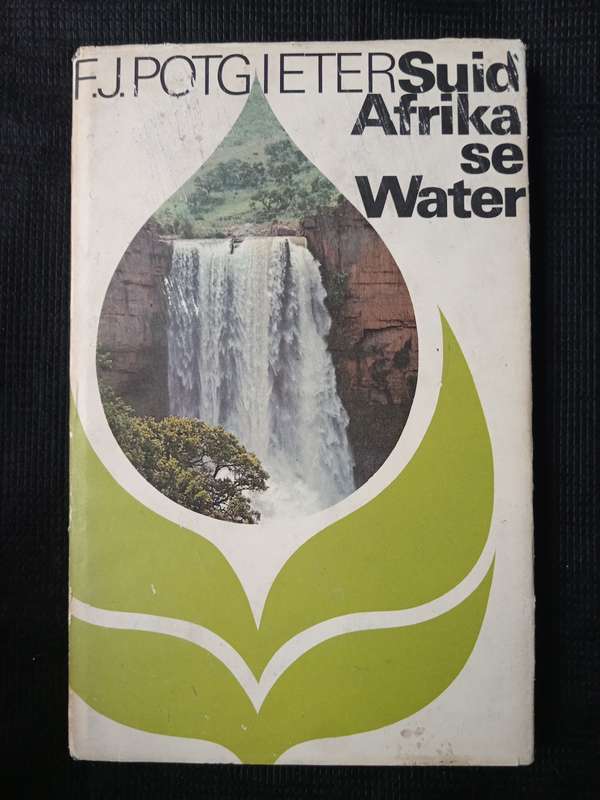 F.J. POTGIETER Suid
Afrika
se
Water